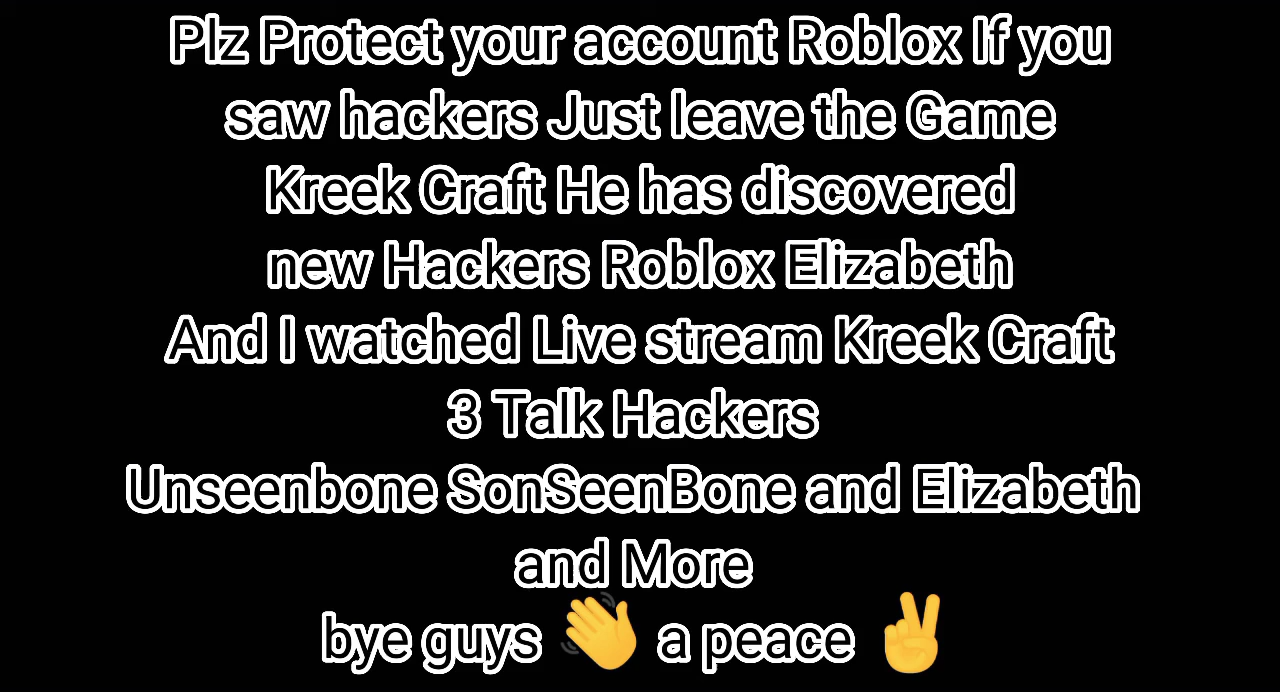 Plz Protect your account Roblox If you
saw hackers Just leave the Game
Kreek Craft He has discovered
new Hackers Roblox Elizabeth
And I watched Live stream Kreek Craft
3 Talk Hackers
Unseenbone SonSeenBone and Elizabeth
and More
bye guys 👋 a peace ✌️